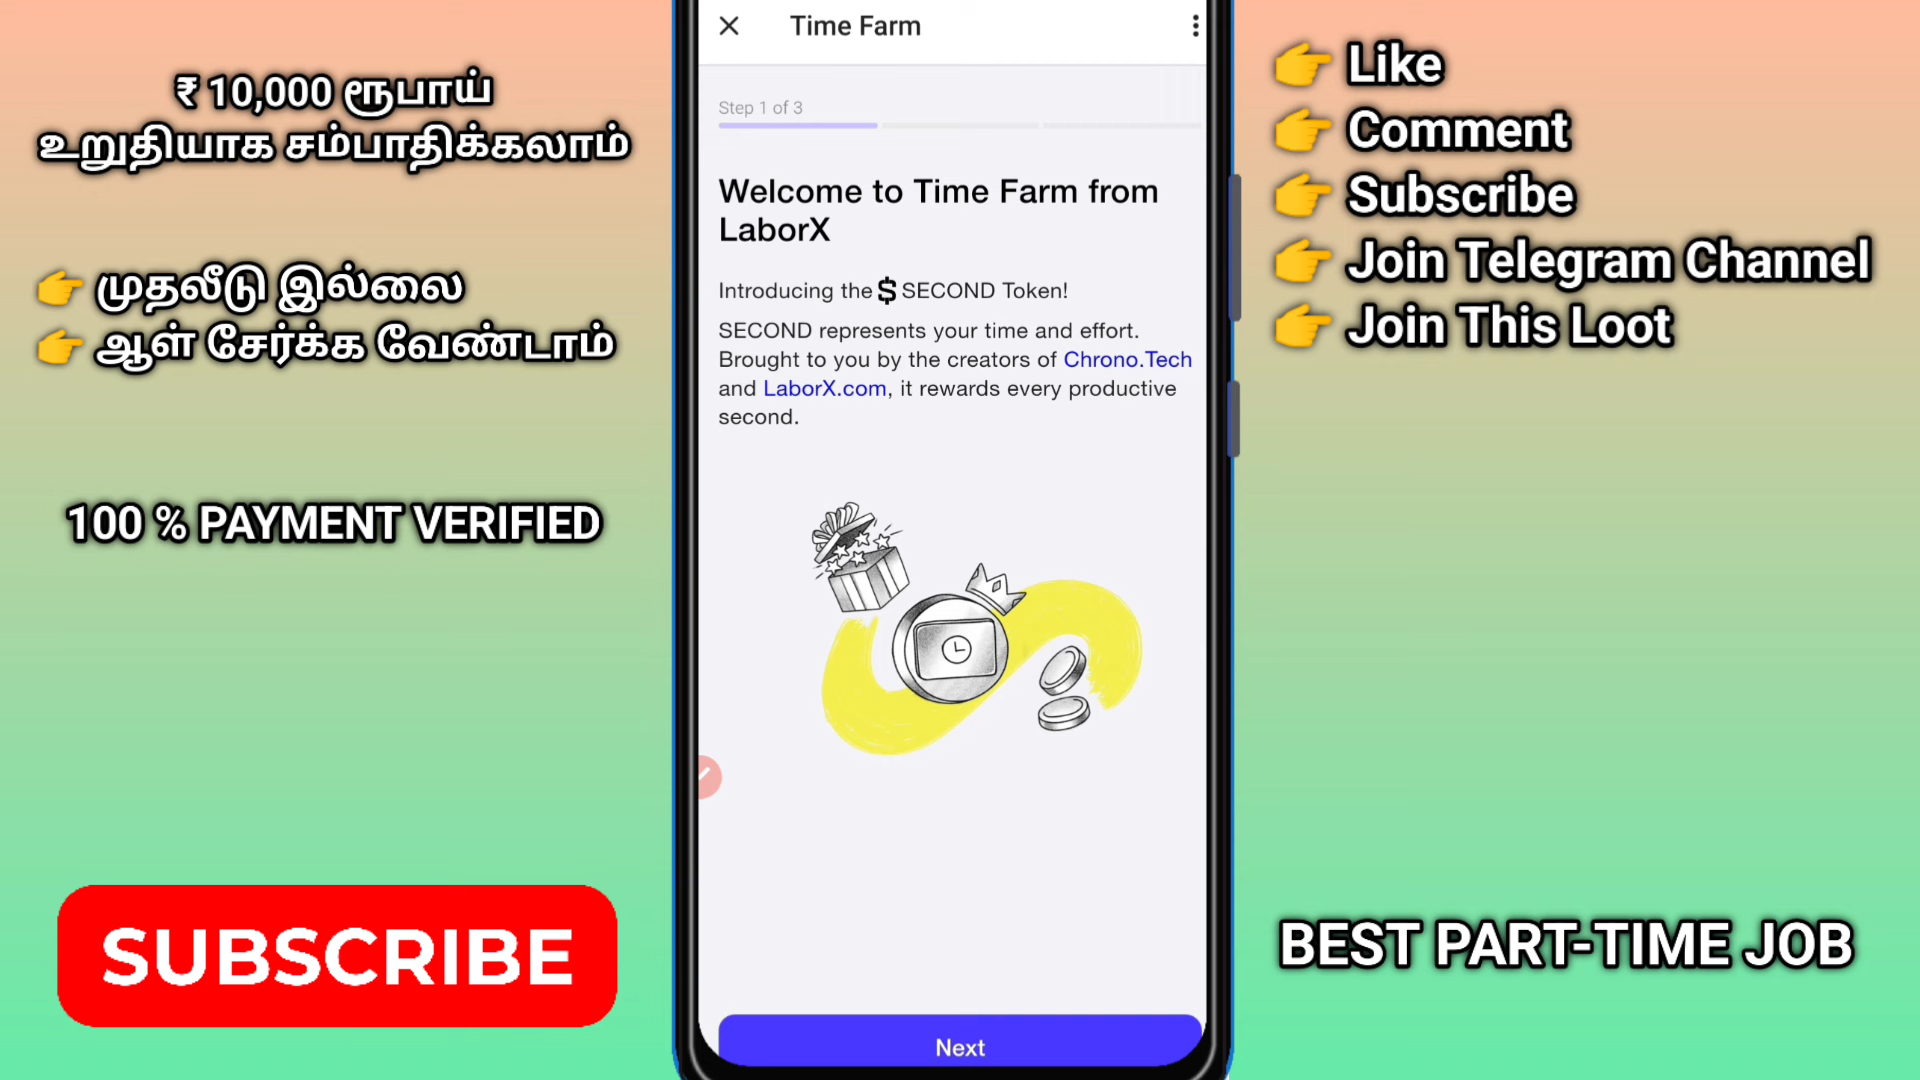 ₹ 10,000 ரூபாய்
உறுதியாக சம்பாதிக்கலாம்
👉 முதலீடு இல்லை
👉 ஆள் சேர்க்க வேண்டாம்
100 % PAYMENT VERIFIED
SUBSCRIBE
Time Farm
Step 1 of 3
Welcome to Time Farm from
LaborX
Introducing the $ SECOND Token!
SECOND represents your time and effort.
Brought to you by the creators of Chrono.Tech
and LaborX.com, it rewards every productive
second.
Next
👉 Like
👉 Comment
👉 Subscribe
👉 Join Telegram Channel
👉 Join This Loot
BEST PART-TIME JOB